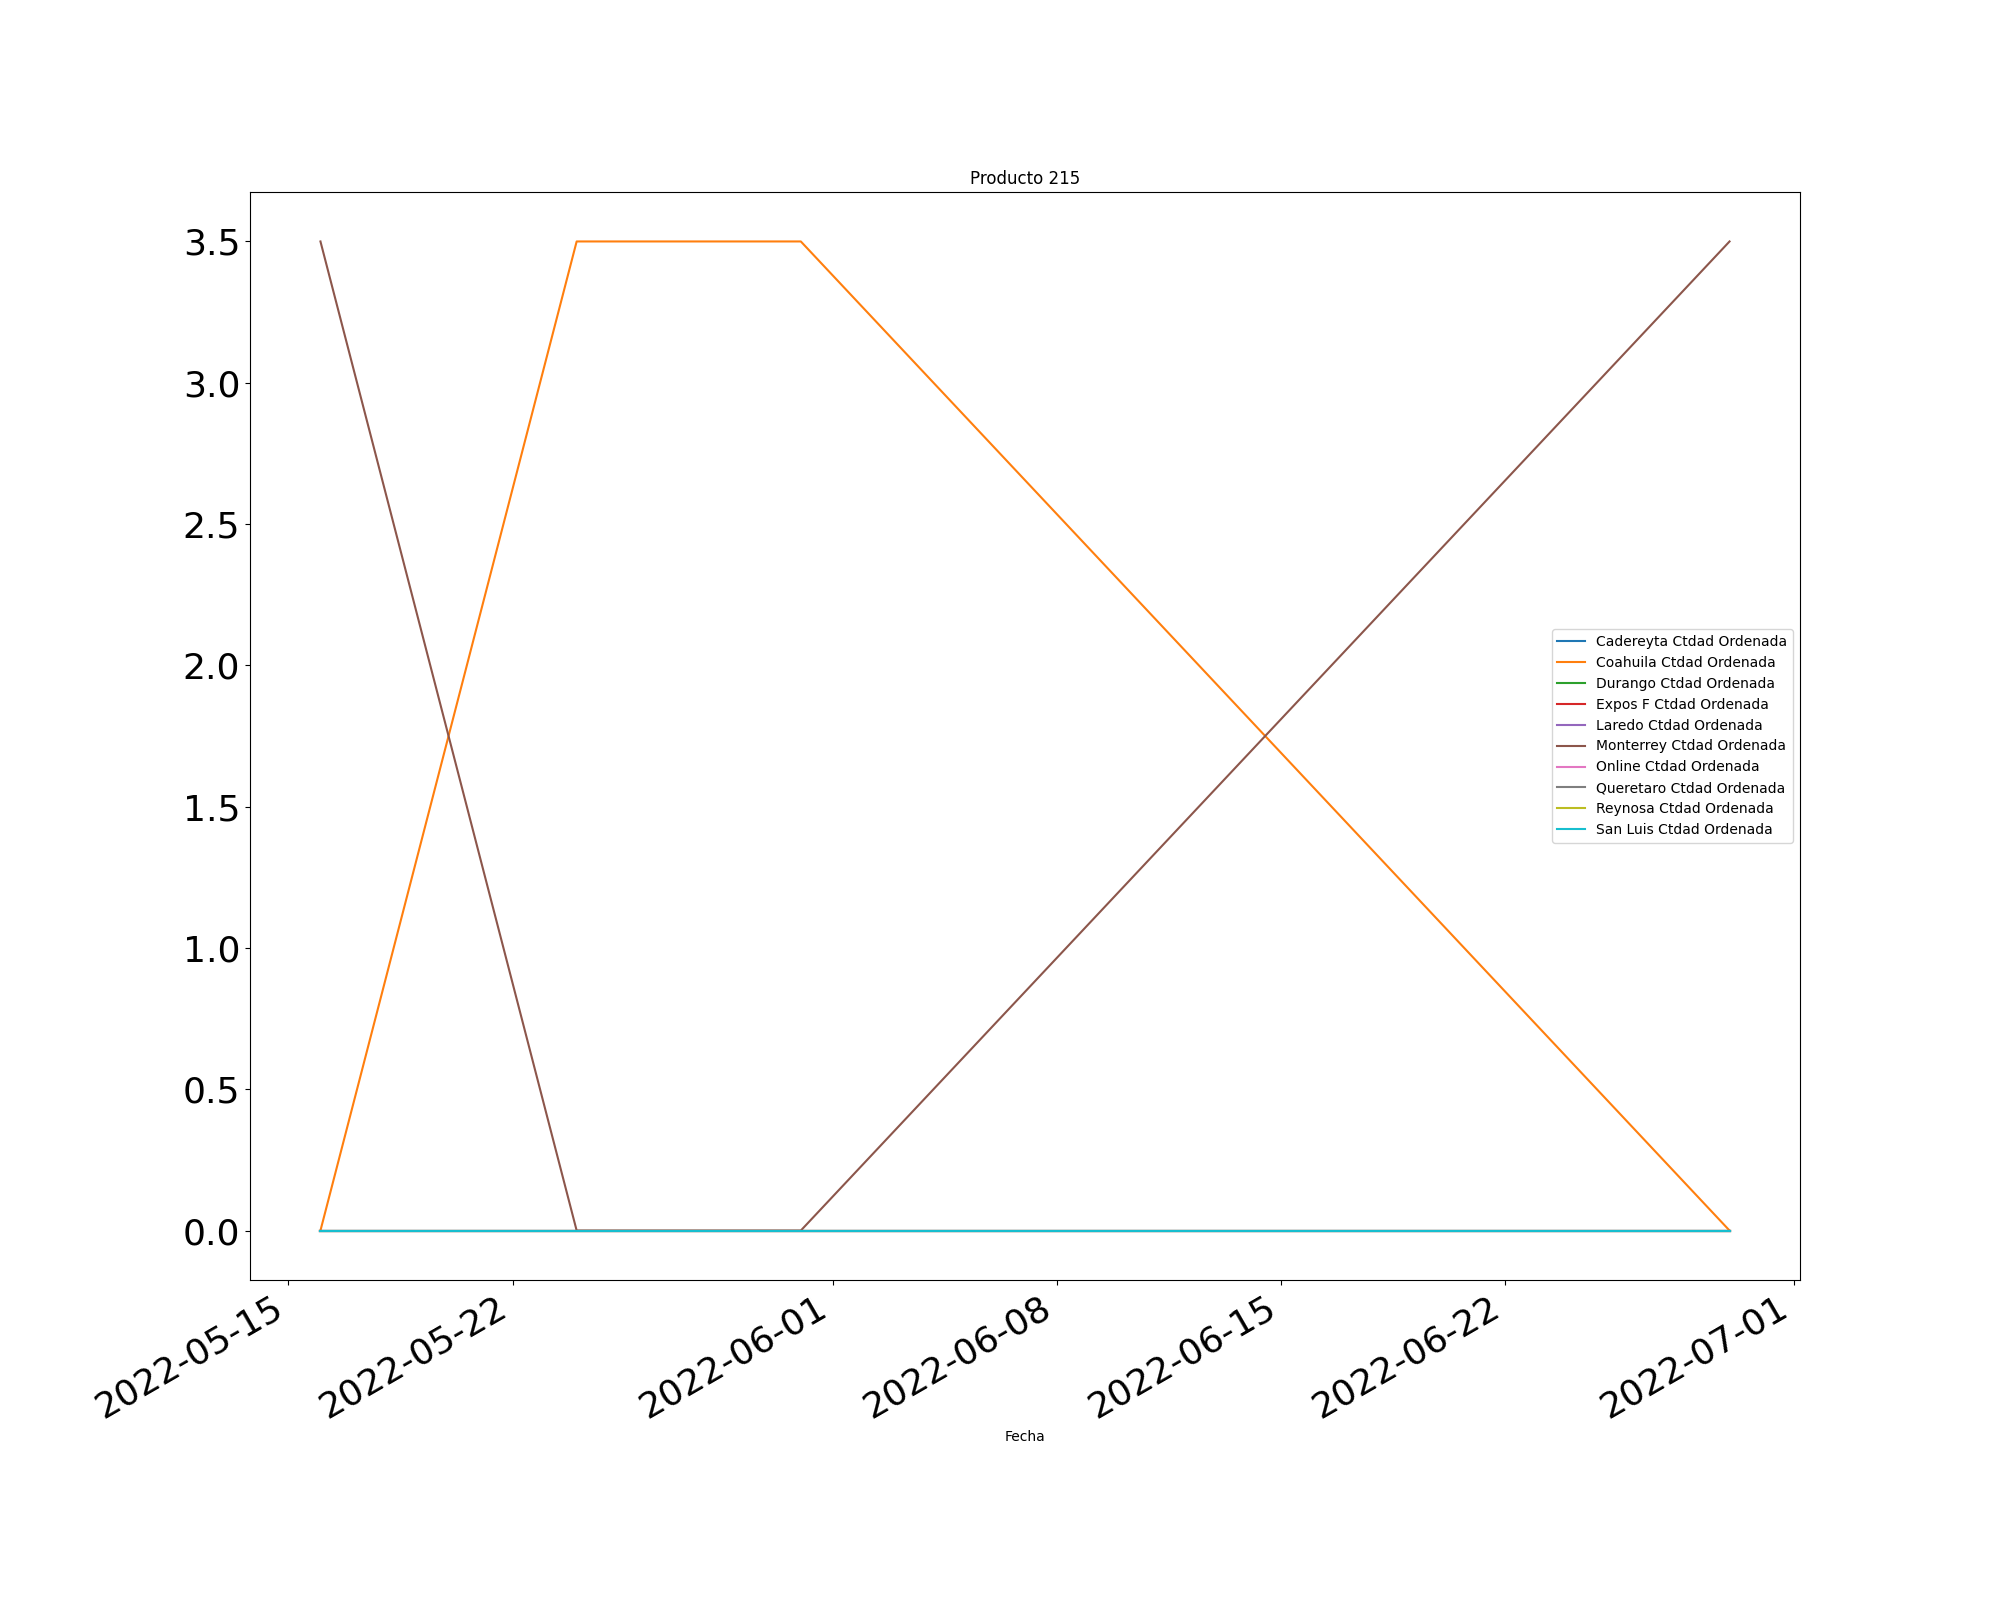 Producto 215
3.5
3.0
2.5
2.0
1.5
1.0
0.5
0.0
Cadereyta Ctdad Ordenada
Coahuila Ctdad Ordenada
Durango Ctdad Ordenada
Expos F Ctdad Ordenada
Laredo Ctdad Ordenada
Monterrey Ctdad Ordenada
Online Ctdad Ordenada
Queretaro Ctdad Ordenada
Reynosa Ctdad Ordenada
San Luis Ctdad Ordenada
2022-05-15
2022-05-22
2022-06-01
2022-06-08
2022-06-15
2022-06-22
2022-07-01
Fecha